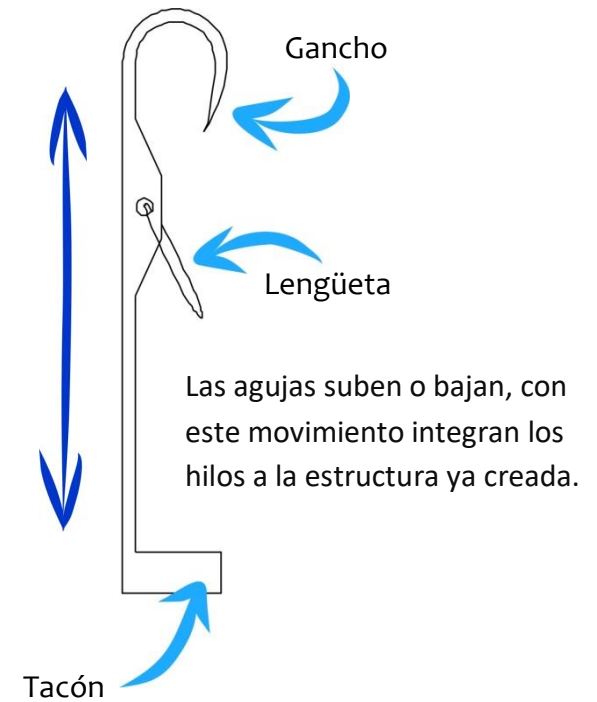 Gancho
Lengüeta
Las agujas suben o bajan, con
este movimiento integran los
hilos a la estructura ya creada.
Tacón